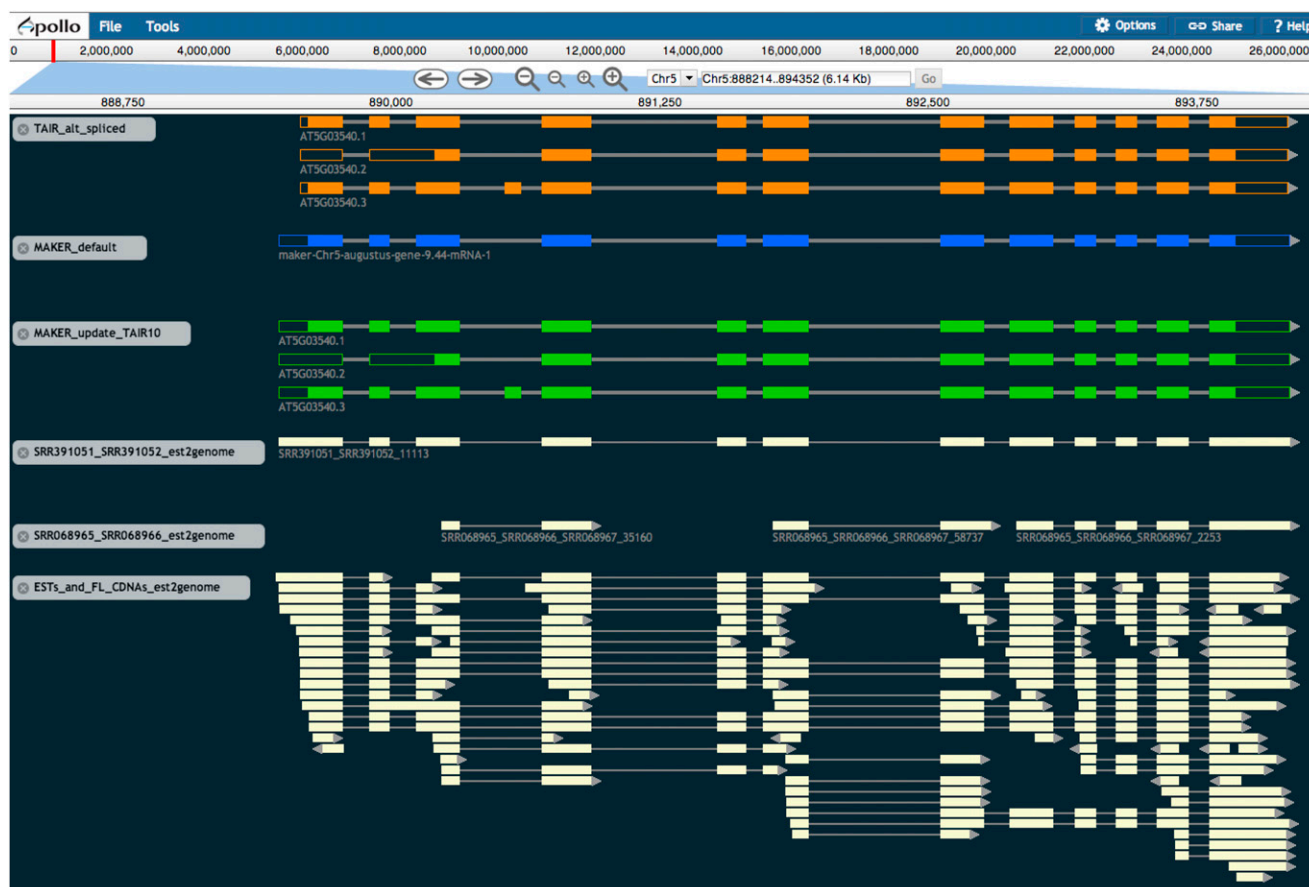 Apollo File Tools Options Share ? Help
0 2,000,000 4,000,000 6,000,000 8,000,000 10,000,000 12,000,000 14,000,000 16,000,000 18,000,000 20,000,000 22,000,000 24,000,000 26,000,000
Chr5 Chr5:888214..894352 (6.14 Kb) Go
888,750 890,000 891,250 892,500 893,750
TAIR_alt_spliced
AT5G03540.1
AT5G03540.2
AT5G03540.3
MAKER_default
maker-Chr5-augustus-gene-9.44-mRNA-1
MAKER_update_TAIR10
AT5G03540.1
AT5G03540.2
AT5G03540.3
SRR391051_SRR391052_est2genome
SRR391051_SRR391052_11113
SRR068965_SRR068966_est2genome
SRR068965_SRR068966_SRR068967_35160 SRR068965_SRR068966_SRR068967_58737 SRR068965_SRR068966_SRR068967_2253
ESTs_and_FL_CDNAs_est2genome